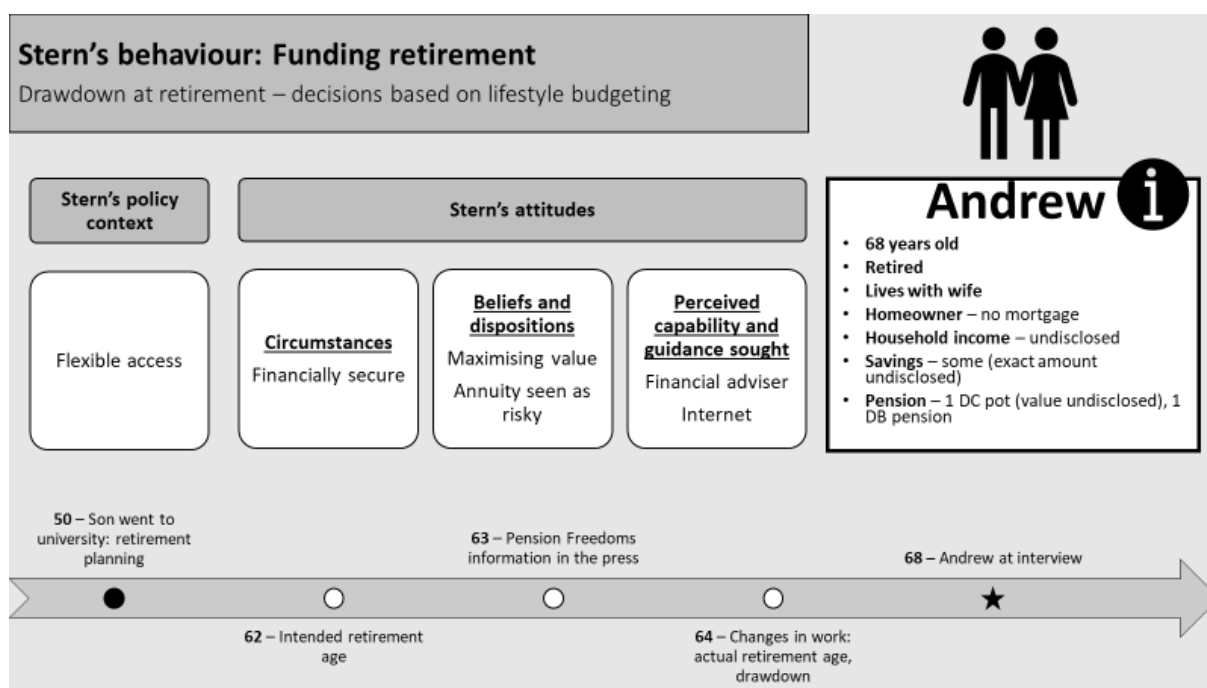 Stern's behaviour: Funding retirement
Drawdown at retirement – decisions based on lifestyle budgeting
Stern's policy
context
Stern's attitudes
Flexible access
Circumstances
Financially secure
Beliefs and
dispositions
Maximising value
Annuity seen as
risky
Perceived
capability and
guidance sought
Financial adviser
Internet
Andrew
i
• 68 years old
• Retired
• Lives with wife
• Homeowner – no mortgage
• Household income – undisclosed
• Savings – some (exact amount
undisclosed)
• Pension – 1 DC pot (value undisclosed), 1
DB pension
50 – Son went to
university: retirement
planning
62 – Intended retirement
age
63 – Pension Freedoms
information in the press
64 – Changes in work:
actual retirement age,
drawdown
68 – Andrew at interview